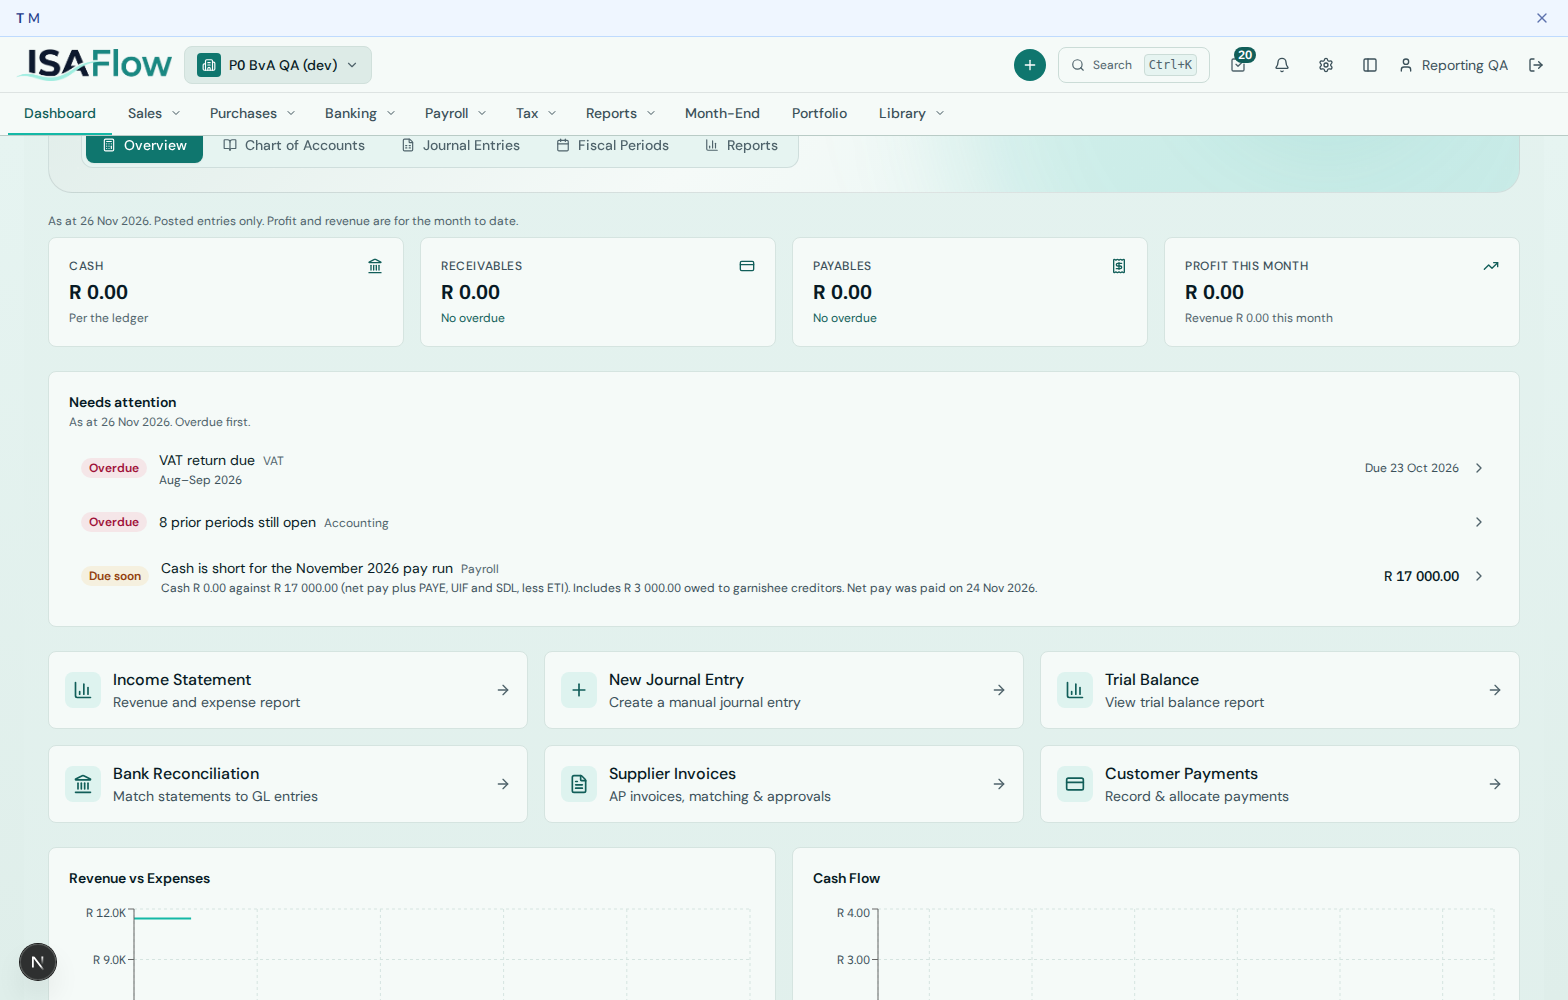 T M
ISAFlow
P0 BvA QA (dev)
Search Ctrl+K
20
Reporting QA
Dashboard Sales Purchases Banking Payroll Tax Reports Month-End Portfolio Library
Overview Chart of Accounts Journal Entries Fiscal Periods Reports
As at 26 Nov 2026. Posted entries only. Profit and revenue are for the month to date.
CASH
R 0.00
Per the ledger
RECEIVABLES
R 0.00
No overdue
PAYABLES
R 0.00
No overdue
PROFIT THIS MONTH
R 0.00
Revenue R 0.00 this month
Needs attention
As at 26 Nov 2026. Overdue first.
Overdue VAT return due VAT
Aug–Sep 2026
Due 23 Oct 2026
Overdue 8 prior periods still open Accounting
Due soon Cash is short for the November 2026 pay run Payroll
Cash R 0.00 against R 17 000.00 (net pay plus PAYE, UIF and SDL, less ETI). Includes R 3 000.00 owed to garnishee creditors. Net pay was paid on 24 Nov 2026.
R 17 000.00
Income Statement
Revenue and expense report
New Journal Entry
Create a manual journal entry
Trial Balance
View trial balance report
Bank Reconciliation
Match statements to GL entries
Supplier Invoices
AP invoices, matching & approvals
Customer Payments
Record & allocate payments
Revenue vs Expenses
R 12.0K
R 9.0K
Cash Flow
R 4.00
R 3.00
N